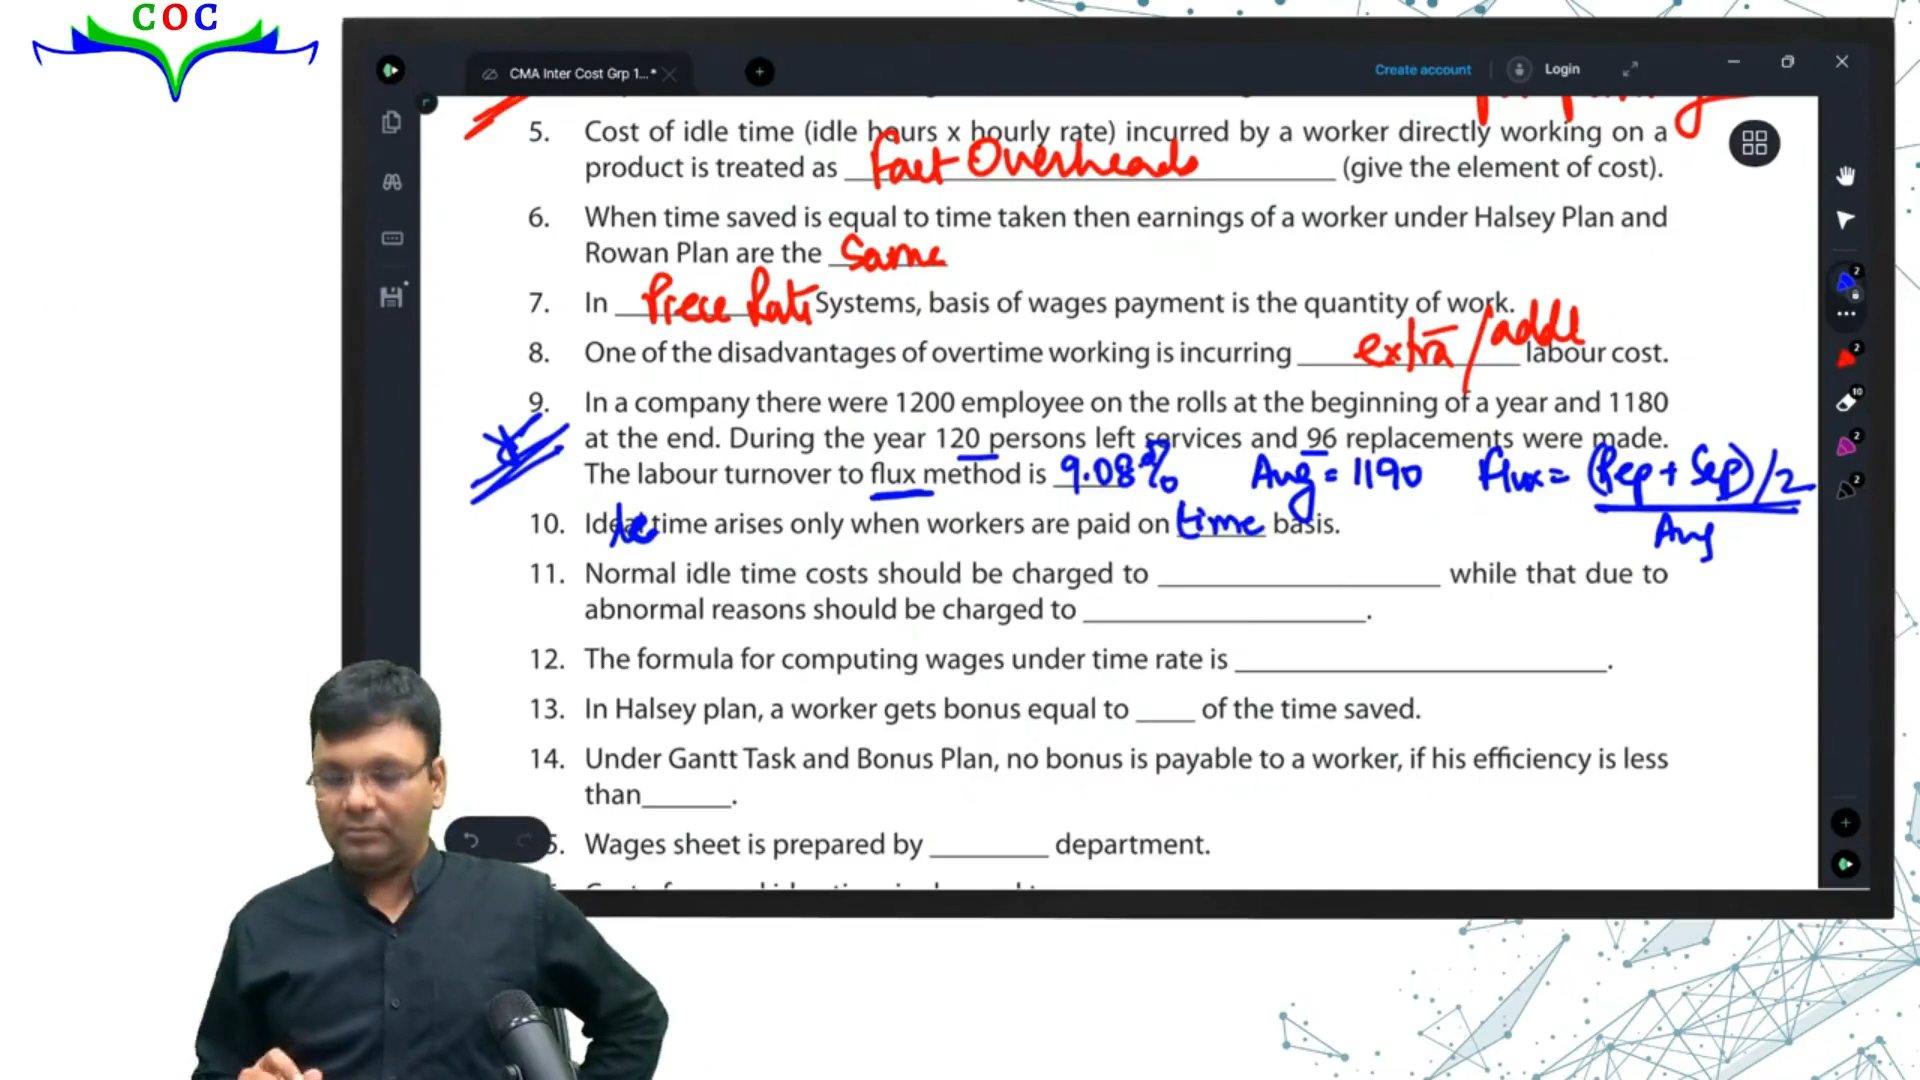 COC
CMA Inter Cost Grp 1...*
Create account
Login
5. Cost of idle time (idle hours x hourly rate) incurred by a worker directly working on a
product is treated as Fact Overheads (give the element of cost).
6. When time saved is equal to time taken then earnings of a worker under Halsey Plan and
Rowan Plan are the Same
7. In Piece Rate Systems, basis of wages payment is the quantity of work.
8. One of the disadvantages of overtime working is incurring extra/addl labour cost.
9. In a company there were 1200 employee on the rolls at the beginning of a year and 1180
at the end. During the year 120 persons left services and 96 replacements were made.
The labour turnover to flux method is 9.08% Avg = 1190 Flux = (Rep + Sep)/2
Avg
10. Ideal time arises only when workers are paid on time basis.
11. Normal idle time costs should be charged to ____ while that due to
abnormal reasons should be charged to ____.
12. The formula for computing wages under time rate is ____.
13. In Halsey plan, a worker gets bonus equal to ____ of the time saved.
14. Under Gantt Task and Bonus Plan, no bonus is payable to a worker, if his efficiency is less
than____.
5. Wages sheet is prepared by ____ department.